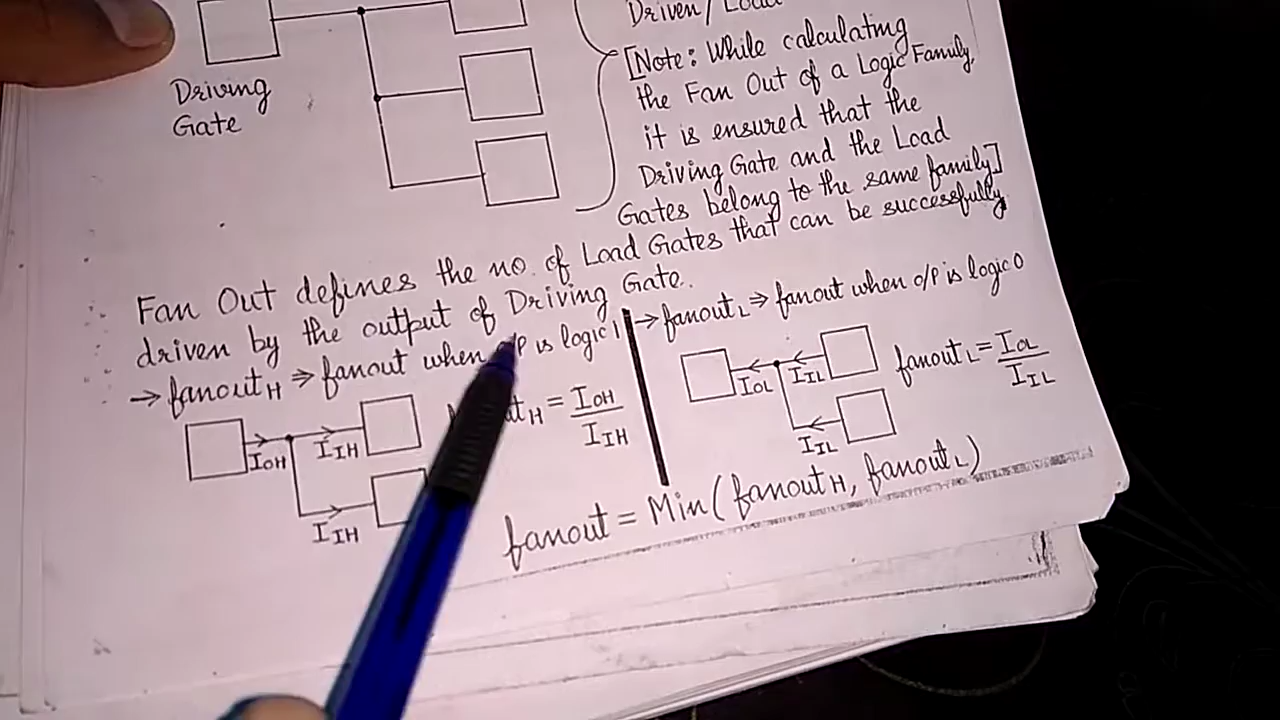 Driven/Load
[Note: While calculating
the Fan Out of a Logic Family,
it is ensured that the
Driving Gate and the Load
Gates belong to the same family]
Driving
Gate
Fan Out defines the no. of Load Gates that can be successfully
driven by the output of Driving Gate.
→ fanoutH ⇒ fanout when o/p is logic 1
IOH
IIH
IIH
H = IOH/IIH
→ fanoutL ⇒ fanout when o/p is logic 0
IOL
IIL
IIL
fanoutL = IOL/IIL
fanout = Min(fanoutH, fanoutL)